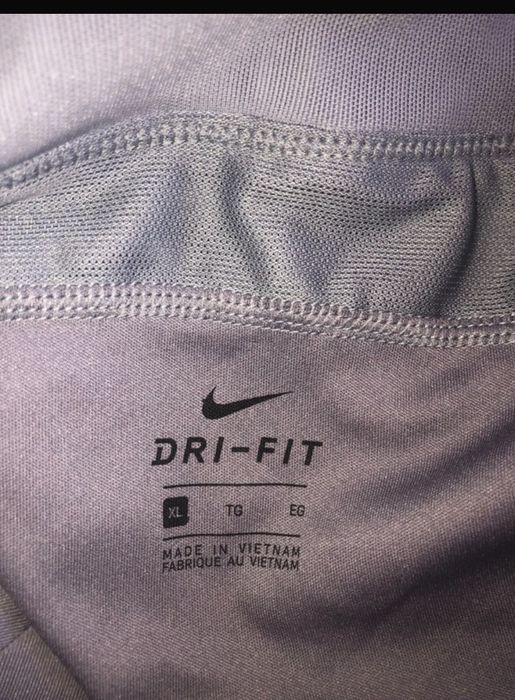 DRI-FIT
XL TG EG
MADE IN VIETNAM
FABRIQUE AU VIETNAM